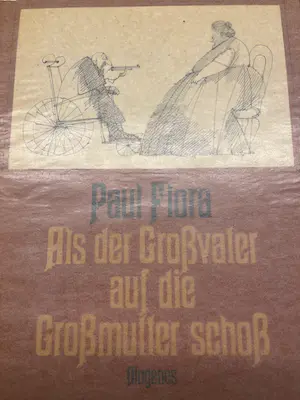 Paul Flora
Als der Großvater
auf die
Großmutter schoß
Diogenes